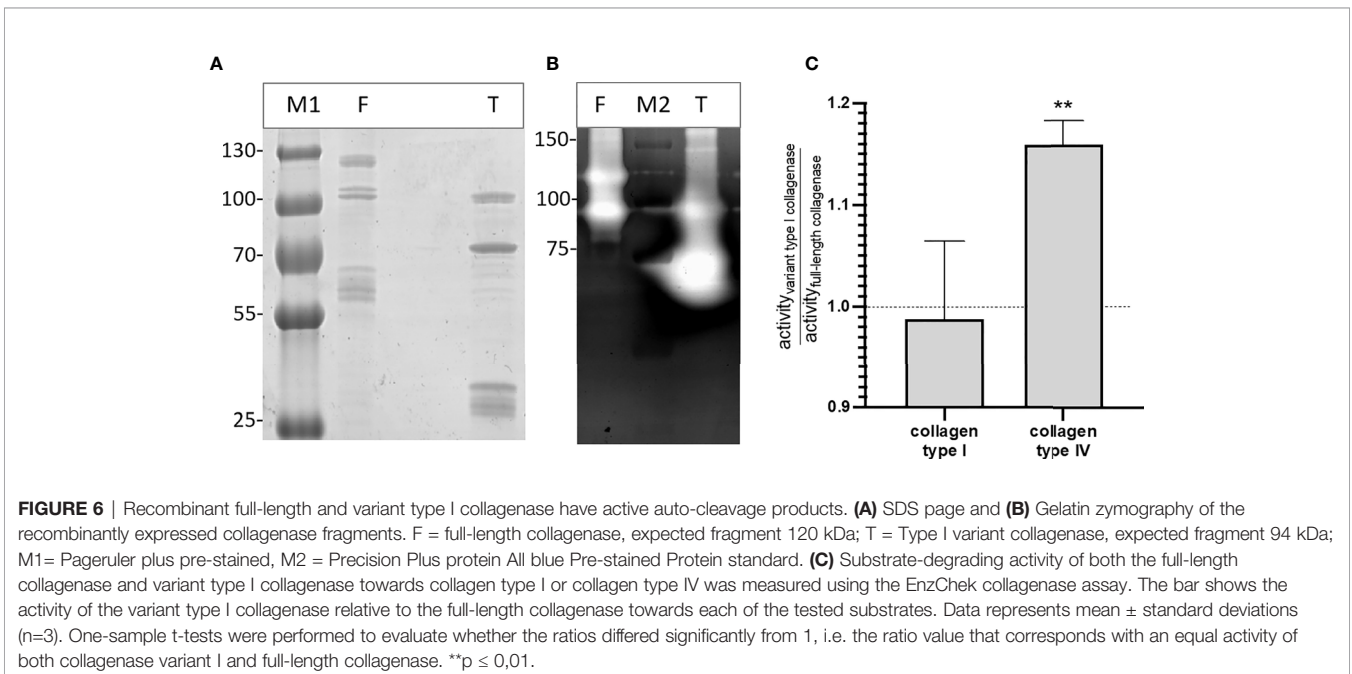 A
B
C
M1 F T
130-
100-
70-
55-
25-
F M2 T
150-
100-
75-
1.2
1.1
1.0
0.9
activity variant type I collagenase
activity full-length collagenase
**
collagen
type I
collagen
type IV
FIGURE 6 | Recombinant full-length and variant type I collagenase have active auto-cleavage products. (A) SDS page and (B) Gelatin zymography of the
recombinantly expressed collagenase fragments. F = full-length collagenase, expected fragment 120 kDa; T = Type I variant collagenase, expected fragment 94 kDa;
M1= Pageruler plus pre-stained, M2 = Precision Plus protein All blue Pre-stained Protein standard. (C) Substrate-degrading activity of both the full-length
collagenase and variant type I collagenase towards collagen type I or collagen type IV was measured using the EnzChek collagenase assay. The bar shows the
activity of the variant type I collagenase relative to the full-length collagenase towards each of the tested substrates. Data represents mean ± standard deviations
(n=3). One-sample t-tests were performed to evaluate whether the ratios differed significantly from 1, i.e. the ratio value that corresponds with an equal activity of
both collagenase variant I and full-length collagenase. **p ≤ 0,01.